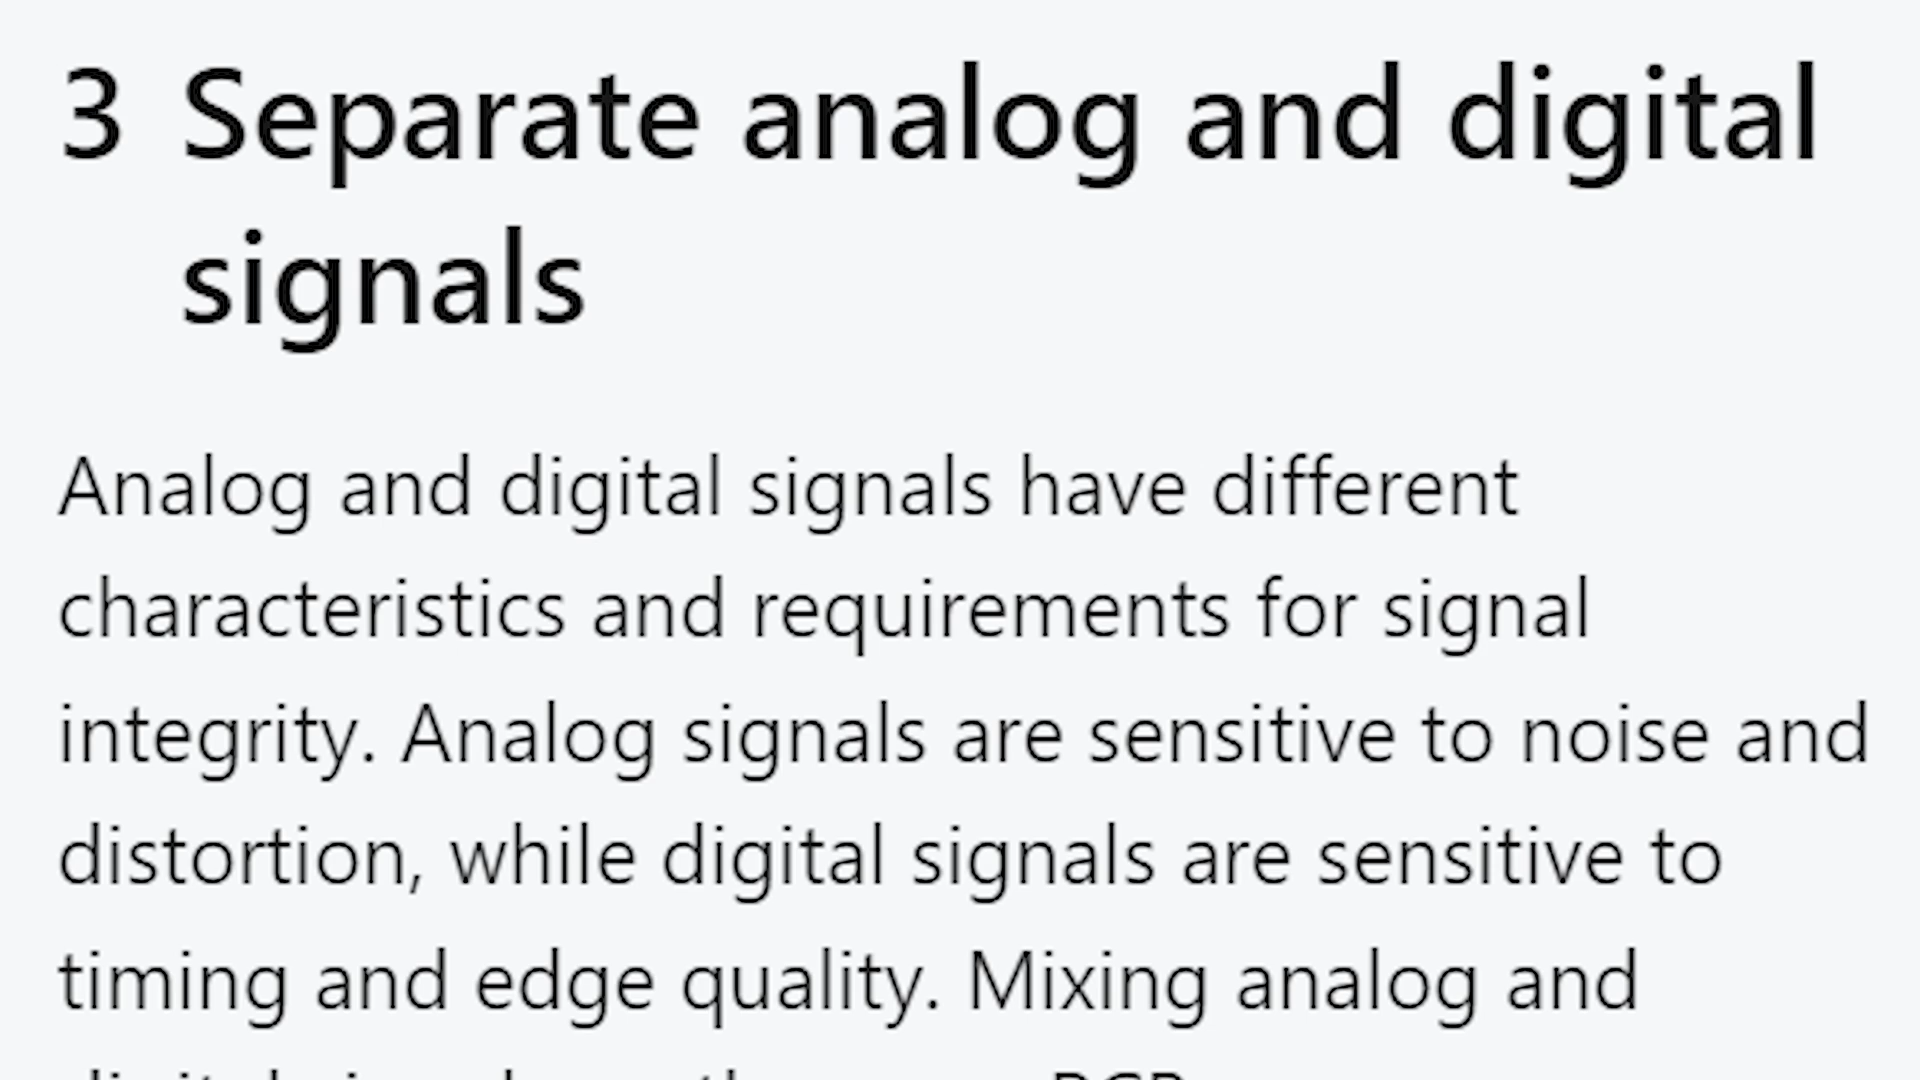 3 Separate analog and digital
signals
Analog and digital signals have different
characteristics and requirements for signal
integrity. Analog signals are sensitive to noise and
distortion, while digital signals are sensitive to
timing and edge quality. Mixing analog and